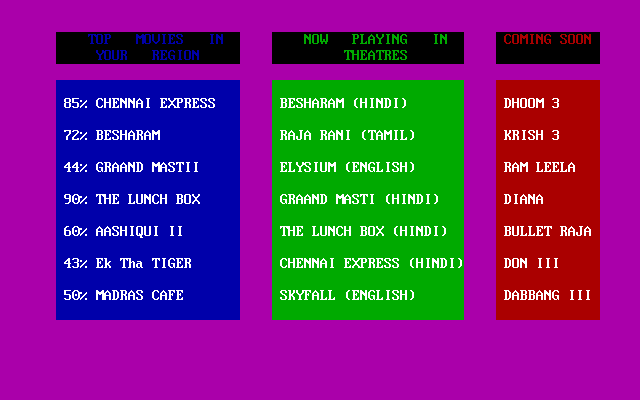 TOP MOVIES IN
YOUR REGION
85% CHENNAI EXPRESS
72% BESHARAM
44% GRAAND MASTII
90% THE LUNCH BOX
60% AASHIQUI II
43% Ek Tha TIGER
50% MADRAS CAFE
NOW PLAYING IN
THEATRES
BESHARAM (HINDI)
RAJA RANI (TAMIL)
ELYSIUM (ENGLISH)
GRAAND MASTI (HINDI)
THE LUNCH BOX (HINDI)
CHENNAI EXPRESS (HINDI)
SKYFALL (ENGLISH)
COMING SOON
DHOOM 3
KRISH 3
RAM LEELA
DIANA
BULLET RAJA
DON III
DABBANG III